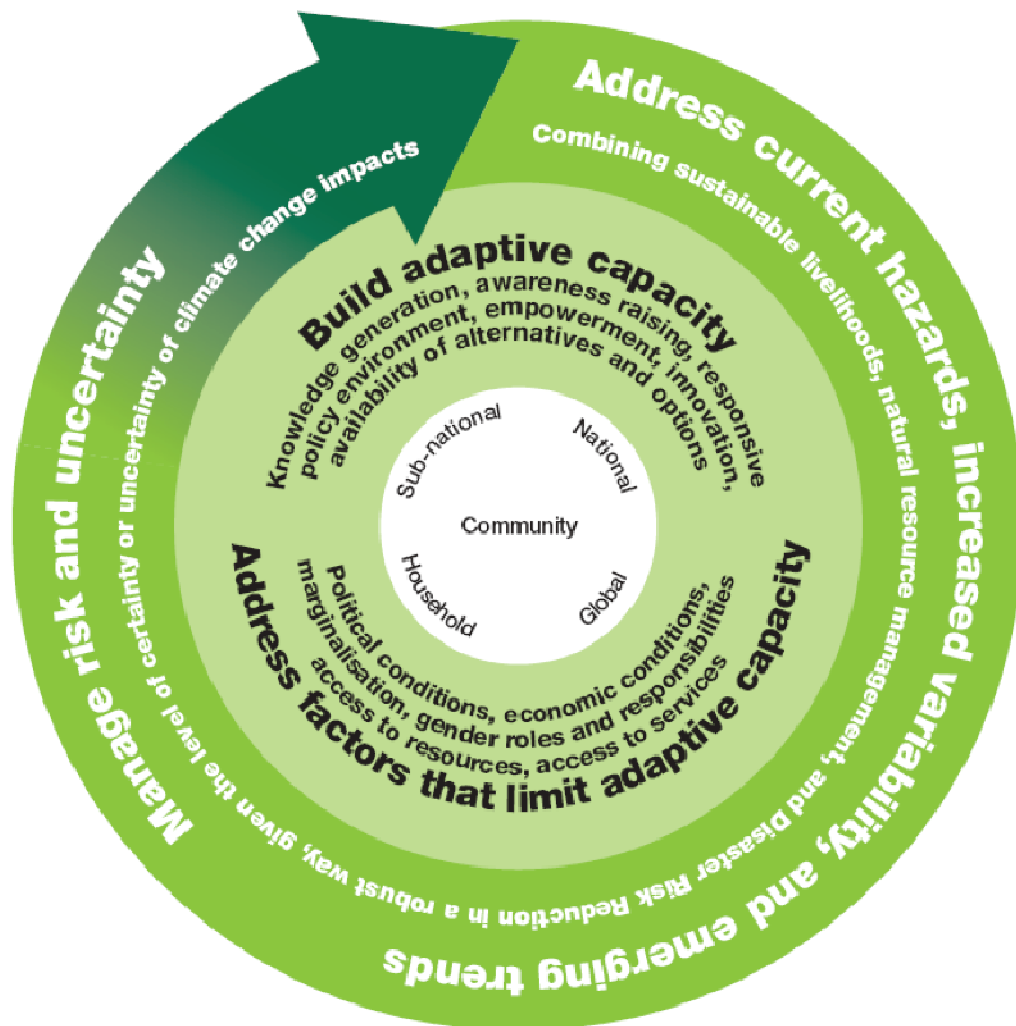 Address current hazards, increased variability, and emerging trends
Manage risk and uncertainty
Combining sustainable livelihoods, natural resource management, and Disaster Risk Reduction in a robust way, given the level of certainty or uncertainty of climate change impacts
Build adaptive capacity
Knowledge generation, awareness raising, responsive
policy environment, empowerment, innovation,
availability of alternatives and options
Sub-national
National
Community
Household
Global
Political conditions, economic conditions,
marginalisation, gender roles and responsibilities
access to resources, access to services
Address factors that limit adaptive capacity